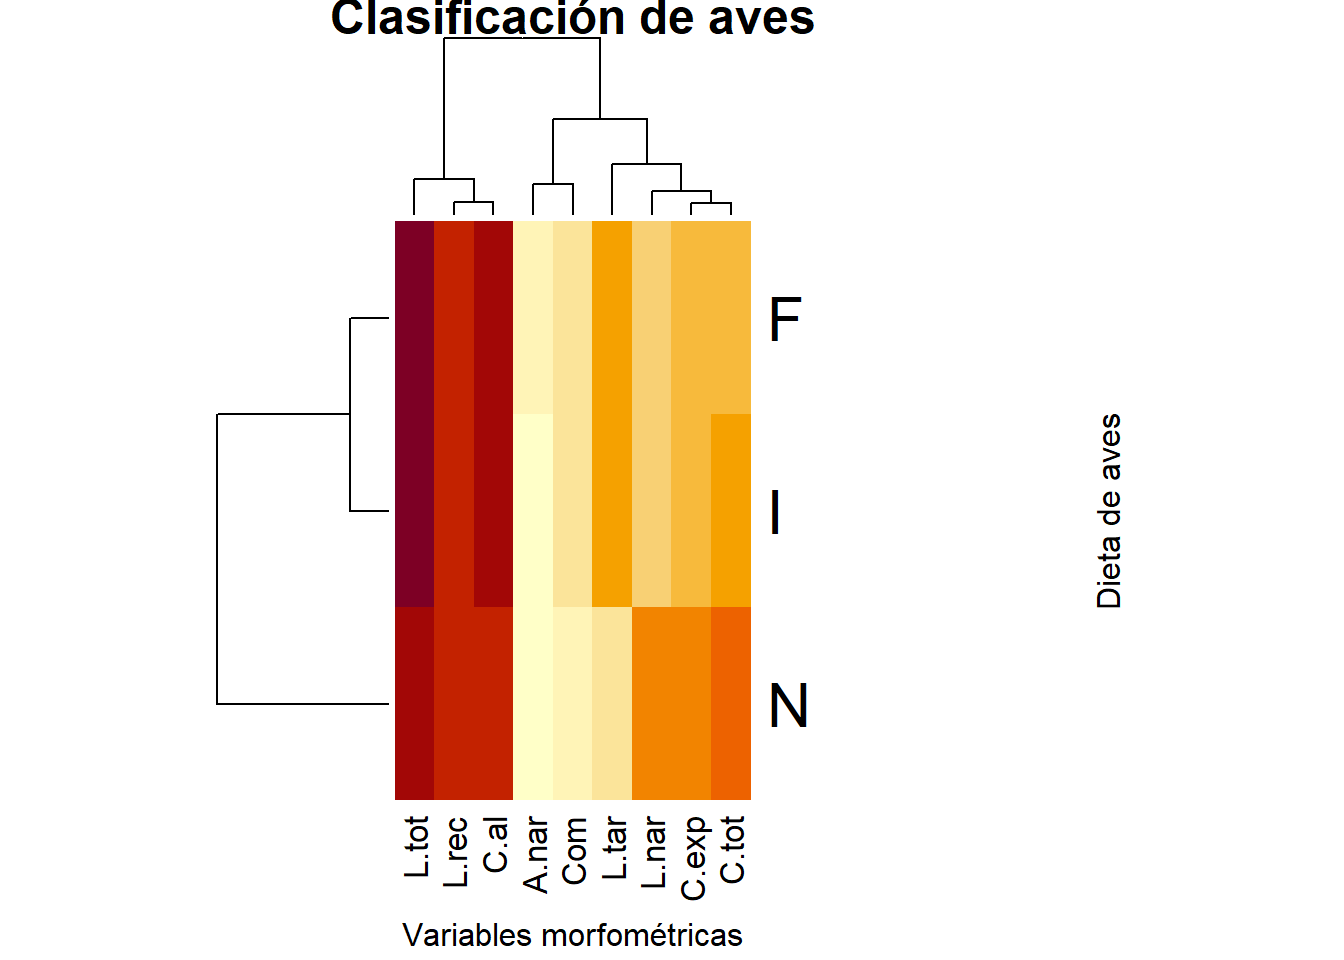 Clasificación de aves
F
I
N
Dieta de aves
L.tot
L.rec
C.al
A.nar
Com
L.tar
L.nar
C.exp
C.tot
Variables morfométricas